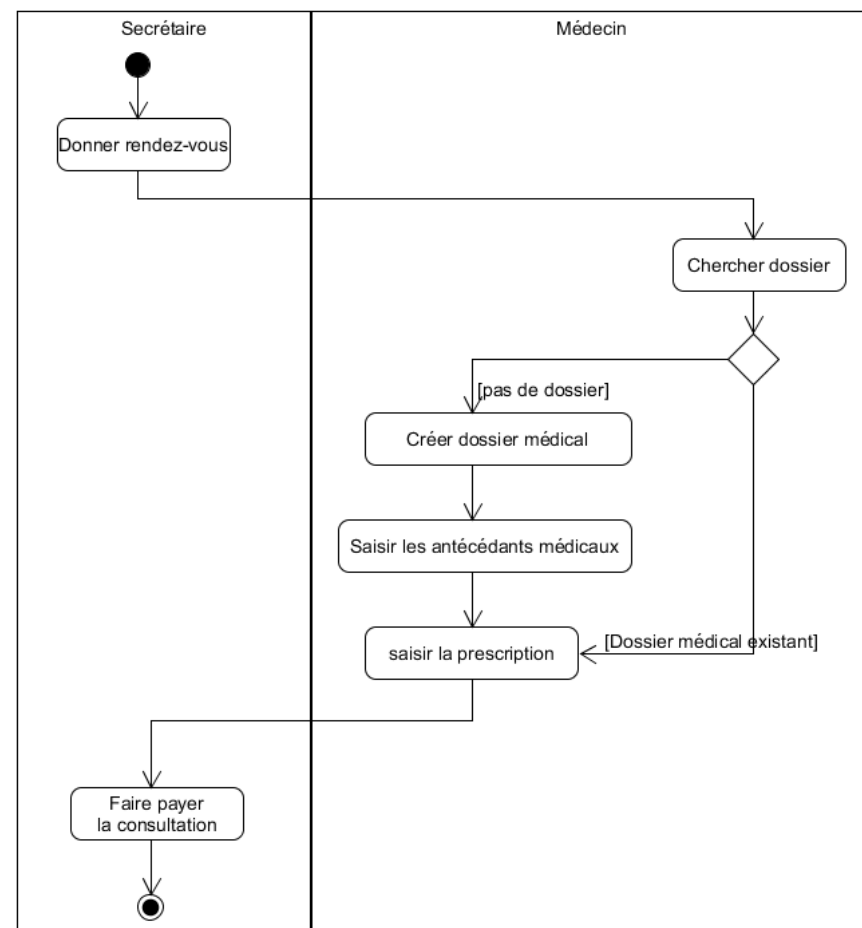 Secrétaire
Médecin
Donner rendez-vous
Chercher dossier
[pas de dossier]
Créer dossier médical
Saisir les antécédants médicaux
[Dossier médical existant]
saisir la prescription
Faire payer
la consultation